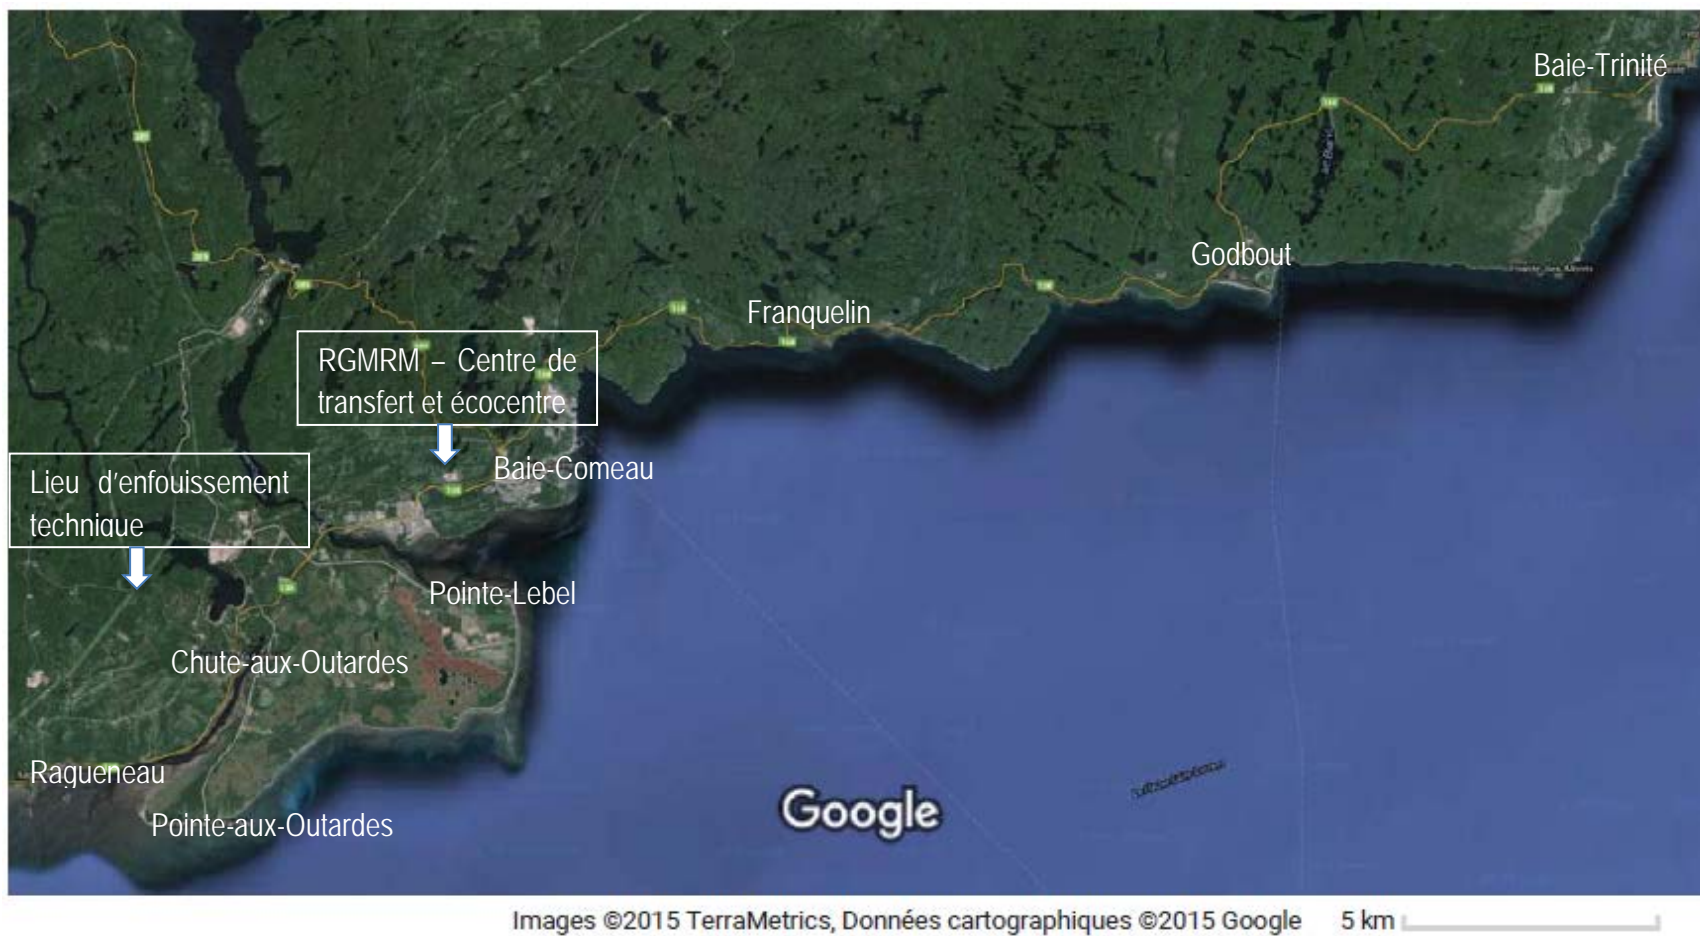 Baie-Trinité
Godbout
Franquelin
RGMRM – Centre de
transfert et écocentre
Baie-Comeau
Lieu d'enfouissement
technique
Pointe-Lebel
Chute-aux-Outardes
Ragueneau
Pointe-aux-Outardes
Google
Images ©2015 TerraMetrics, Données cartographiques ©2015 Google 5 km